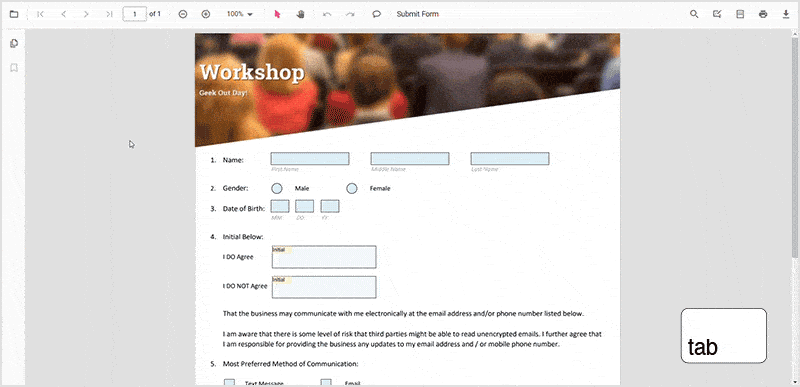 1 of 1 100% Submit Form
Workshop
Geek Out Day!
1. Name:
First Name Middle Name Last Name
2. Gender: Male Female
3. Date of Birth:
MM DD YY
4. Initial Below:
Initial
I DO Agree
Initial
I DO NOT Agree
That the business may communicate with me electronically at the email address and/or phone number listed below.
I am aware that there is some level of risk that third parties might be able to read unencrypted emails. I further agree that
I am responsible for providing the business any updates to my email address and / or mobile phone number.
tab
5. Most Preferred Method of Communication:
Text Message Email